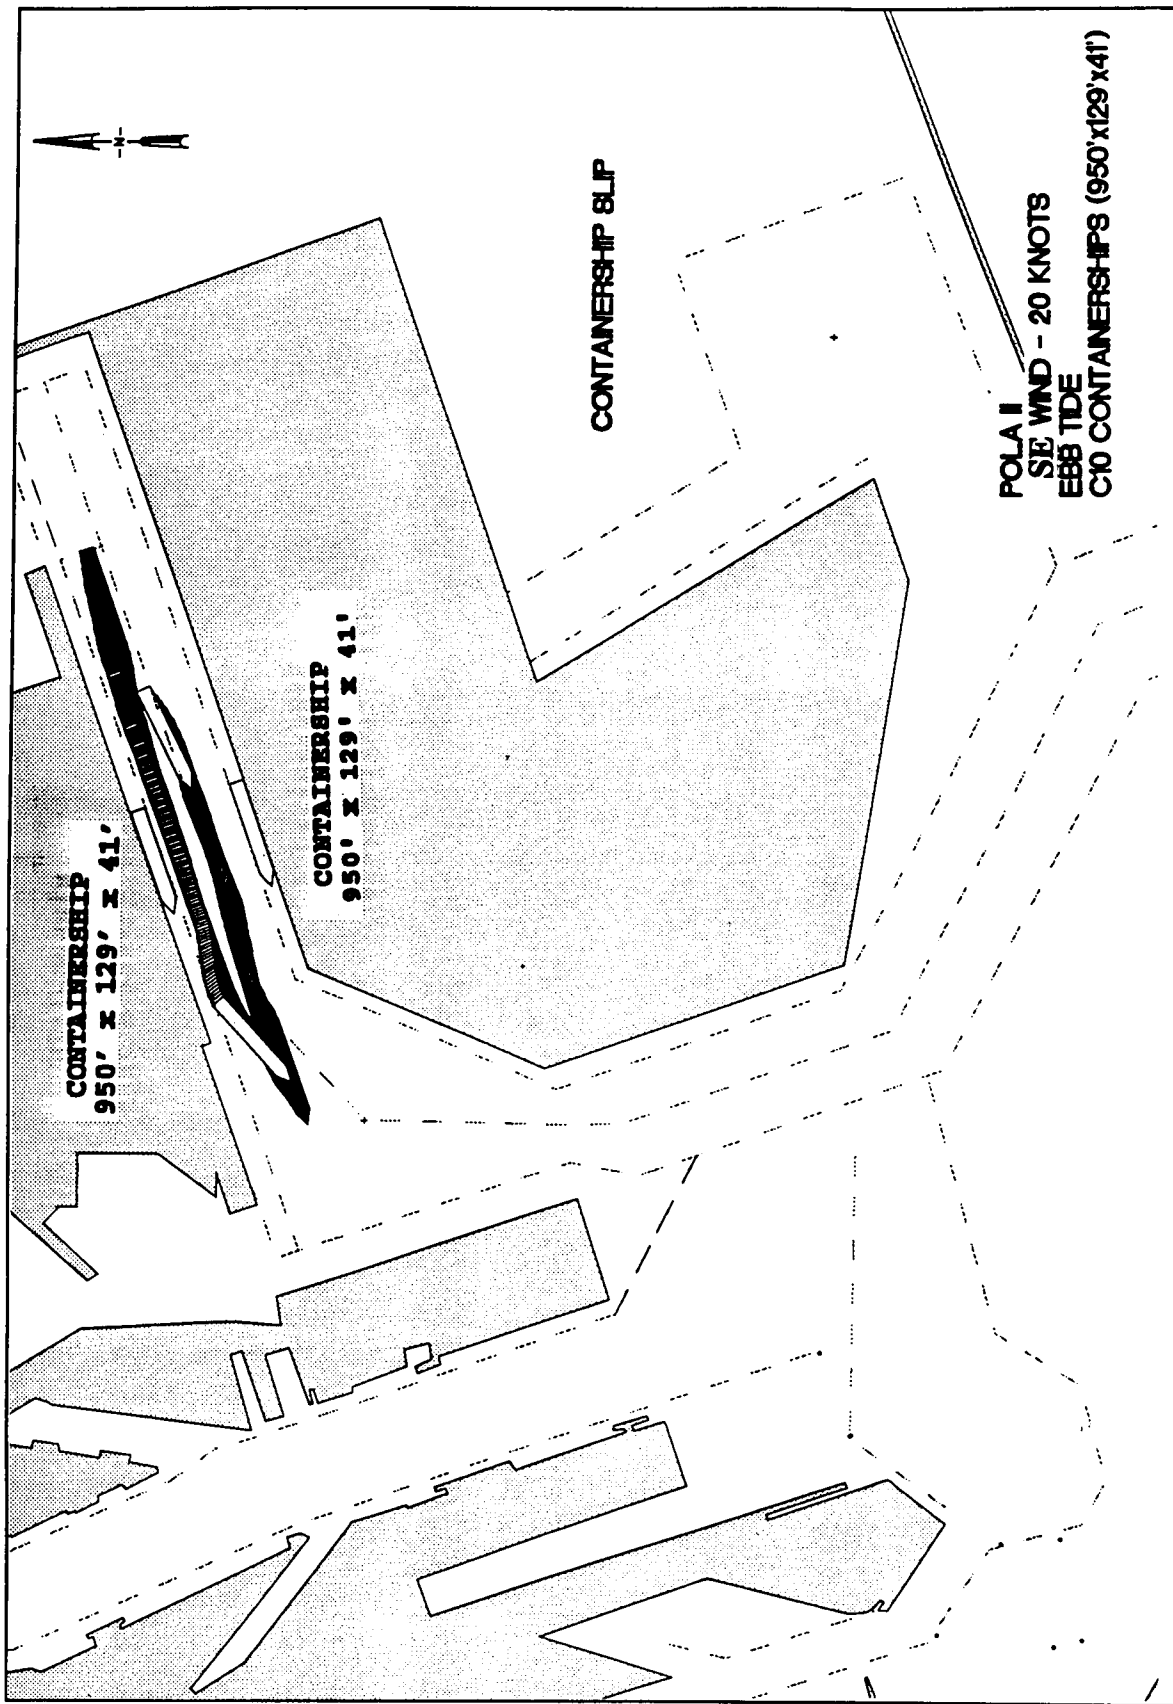 CONTAINERSHIP
950' x 129' x 41'
CONTAINERSHIP
950' x 129' x 41'
CONTAINERSHIP SLIP
POLA II
SE WIND - 20 KNOTS
EBB TIDE
C10 CONTAINERSHIPS (950'x129'x41')
N